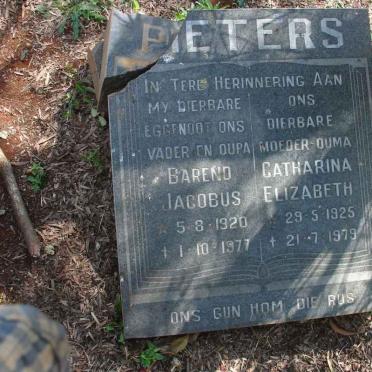 PIETERS
IN TERE HERINNERING AAN
MY DIERBARE
EGGENOOT ONS
VADER EN OUPA
BAREND
JACOBUS
* 5·8·1920
† 1·10·1977
ONS
DIERBARE
MOEDER-OUMA
CATHARINA
ELIZABETH
* 29·5·1925
† 21·7·1979
ONS GUN HOM DIE RUS